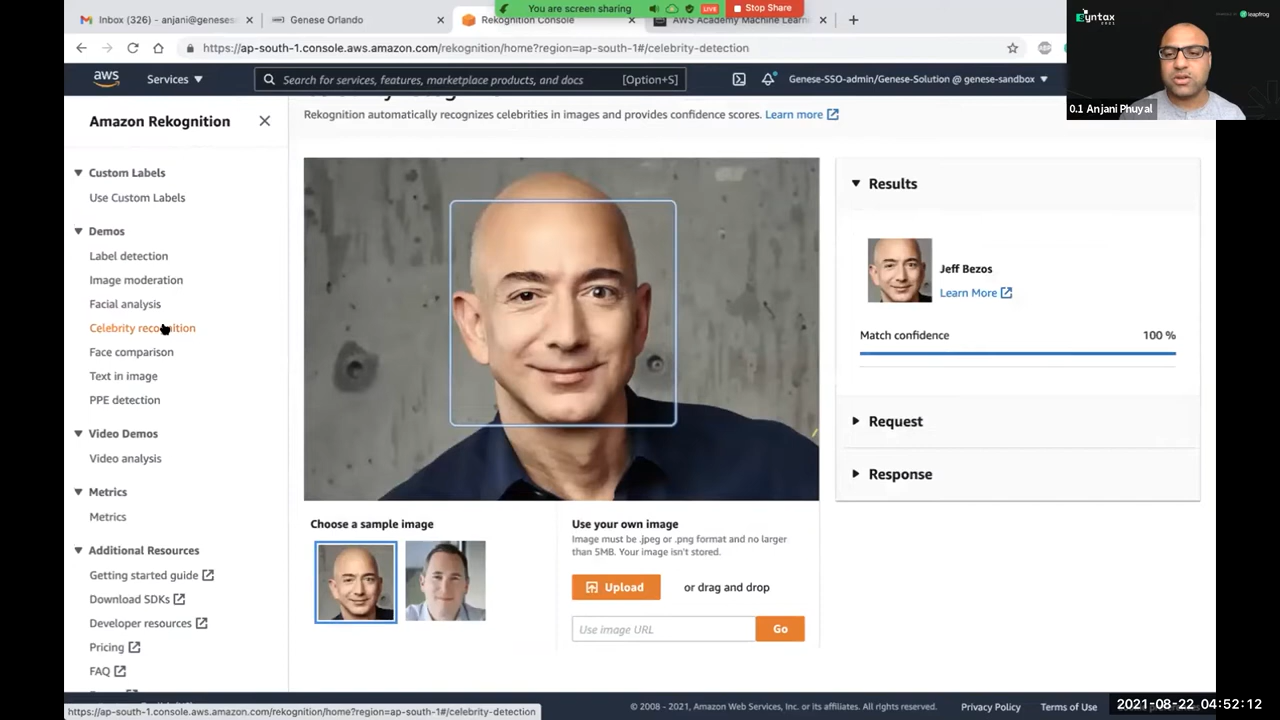 Inbox (326) - anjani@geneses
Genese Orlando
Rekognition Console
You are screen sharing
LIVE
Stop Share
AWS Academy Machine Learni
https://ap-south-1.console.aws.amazon.com/rekognition/home?region=ap-south-1#/celebrity-detection
ABP
syntax
leapfrog
0.1 Anjani Phuyal
aws
Services
Search for services, features, marketplace products, and docs
[Option+S]
Genese-SSO-admin/Genese-Solution @ genese-sandbox
Amazon Rekognition
Custom Labels
Use Custom Labels
Demos
Label detection
Image moderation
Facial analysis
Celebrity recognition
Face comparison
Text in image
PPE detection
Video Demos
Video analysis
Metrics
Metrics
Additional Resources
Getting started guide
Download SDKs
Developer resources
Pricing
FAQ
Rekognition automatically recognizes celebrities in images and provides confidence scores. Learn more
Results
Jeff Bezos
Learn More
Match confidence
100 %
Request
Response
Choose a sample image
Use your own image
Image must be .jpeg or .png format and no larger
than 5MB. Your image isn't stored.
Upload
or drag and drop
Use image URL
Go
https://ap-south-1.console.aws.amazon.com/rekognition/home?region=ap-south-1#/celebrity-detection
© 2008 - 2021, Amazon Web Services, Inc. or its affiliates. All rights reserved.
Privacy Policy
Terms of Use
2021-08-22 04:52:12